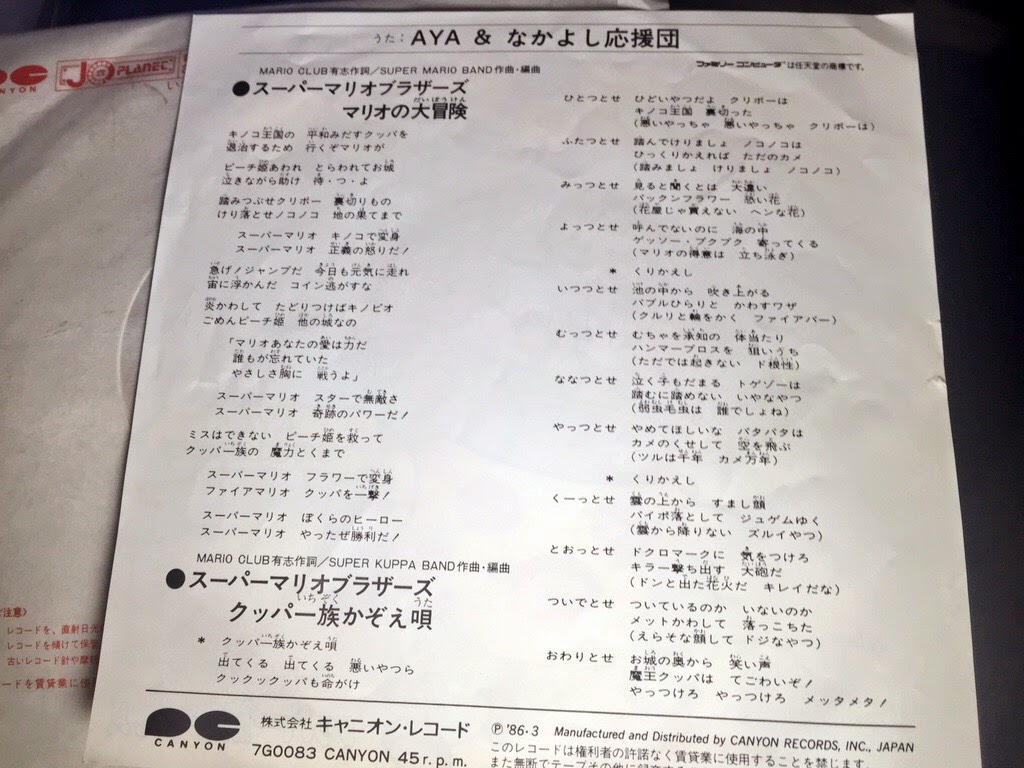 うた：AYA & なかよし応援団
MARIO CLUB有志作詞／SUPER MARIO BAND作曲・編曲
ファミリー コンピュータ は任天堂の商標です。
●スーパーマリオブラザーズ
マリオの大冒険
キノコ王国の 平和みだすクッパを
退治するため 行くぞマリオが
ピーチ姫あわれ とらわれてお城
泣きながら助け 待・つ・よ
踏みつぶせクリボー 裏切りもの
けり落とせノコノコ 地の果てまで
スーパーマリオ キノコで変身
スーパーマリオ 正義の怒りだ！
急げ！ジャンプだ 今日も元気に走れ
宙に浮かんだ コイン逃がすな
炎かわして たどりつけばキノピオ
ごめんピーチ姫 他の城なの
「マリオあなたの愛は力だ
誰もが忘れていた
やさしさ胸に 戦うよ」
スーパーマリオ スターで無敵さ
スーパーマリオ 奇跡のパワーだ！
ミスはできない ピーチ姫を救って
クッパ一族の 魔力とくまで
スーパーマリオ フラワーで変身
ファイアマリオ クッパを一撃！
スーパーマリオ ぼくらのヒーロー
スーパーマリオ やったぜ勝利だ！
MARIO CLUB有志作詞／SUPER KUPPA BAND作曲・編曲
●スーパーマリオブラザーズ
クッパ一族かぞえ唄
* クッパ一族かぞえ唄
出てくる 出てくる 悪いやつら
クックックッパも命がけ
ひとつとせ ひどいやつだよ クリボーは
キノコ王国 裏切った
(悪いやっちゃ 悪いやっちゃ クリボーは)
ふたつとせ 踏んでけりましょ ノコノコは
ひっくりかえれば ただのカメ
(踏みましょ けりましょ ノコノコ)
みっつとせ 見ると聞くとは 大違い
パックンフラワー 恐い花
(花屋じゃ買えない ヘンな花)
よっつとせ 呼んでないのに 海の中
ゲッソー・プクプク 寄ってくる
(マリオの得意は 立ち泳ぎ)
* くりかえし
いつつとせ 池の中から 吹き上がる
バブルひらりと かわすワザ
(クルリと輪をかく ファイアバー)
むっつとせ むちゃを承知の 体当たり
ハンマーブロスを 狙いうち
(ただでは起きない ド根性)
ななつとせ 泣く子もだまる トゲゾーは
踏むに踏めない いやなやつ
(弱虫毛虫は 誰でしょね)
やっつとせ やめてほしいな パタパタは
カメのくせして 空を飛ぶ
(ツルは千年 カメ万年)
* くりかえし
くーっとせ 雲の上から すまし顔
パイポ落として ジュゲムゆく
(雲から降りない ズルイやつ)
とおっとせ ドクロマークに 気をつけろ
キラー撃ち出す 大砲だ
(ドンと出た花火だ キレイだな)
ついでとせ ついているのか いないのか
メットかわして 落っこちた
(えらそな顔して ドジなやつ)
おわりとせ お城の奥から 笑い声
魔王クッパは てごわいぞ！
やっつけろ やっつけろ メッタメタ！
CANYON 株式会社 キャニオン・レコード
7G0083 CANYON 45 r. p. m.
Ⓟ '86・3 Manufactured and Distributed by CANYON RECORDS, INC., JAPAN
このレコードは権利者の許諾なく賃貸業に使用することを禁じます。
また無断でテープその他に録音
PLANET
ANYON
注意〉
レコードを、直射日光
レコードを傾けて保管
古いレコード針や摩耗
ードを賃貸業に使